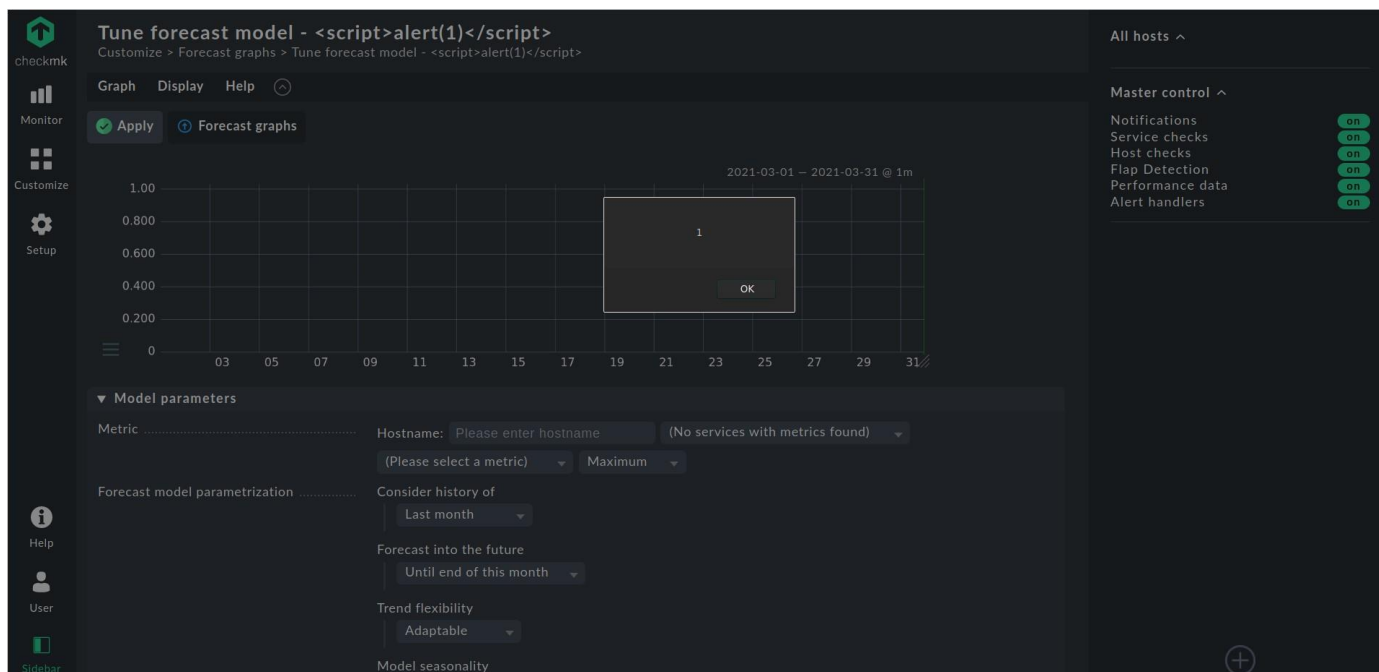 checkmk
Monitor
Customize
Setup
Help
User
Sidebar
Tune forecast model - <script>alert(1)</script>
Customize > Forecast graphs > Tune forecast model - <script>alert(1)</script>
Graph Display Help
Apply Forecast graphs
2021-03-01 — 2021-03-31 @ 1m
1.00
0.800
0.600
0.400
0.200
0
03 05 07 09 11 13 15 17 19 21 23 25 27 29 31
1
OK
Model parameters
Metric Hostname: Please enter hostname (No services with metrics found)
(Please select a metric) Maximum
Forecast model parametrization Consider history of
Last month
Forecast into the future
Until end of this month
Trend flexibility
Adaptable
Model seasonality
All hosts
Master control
Notifications on
Service checks on
Host checks on
Flap Detection on
Performance data on
Alert handlers on